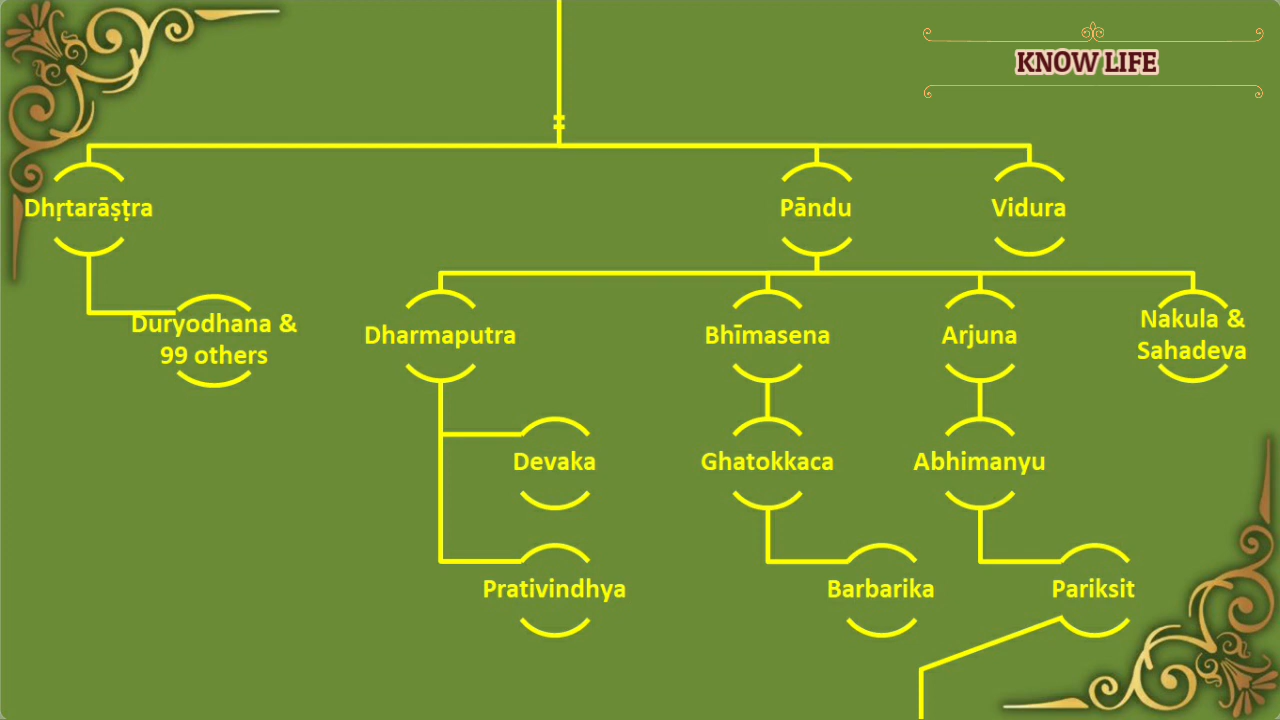 KNOW LIFE
Dhṛtarāṣṭra
Pāndu
Vidura
Duryodhana &
99 others
Dharmaputra
Bhīmasena
Arjuna
Nakula &
Sahadeva
Devaka
Ghatokkaca
Abhimanyu
Prativindhya
Barbarika
Pariksit